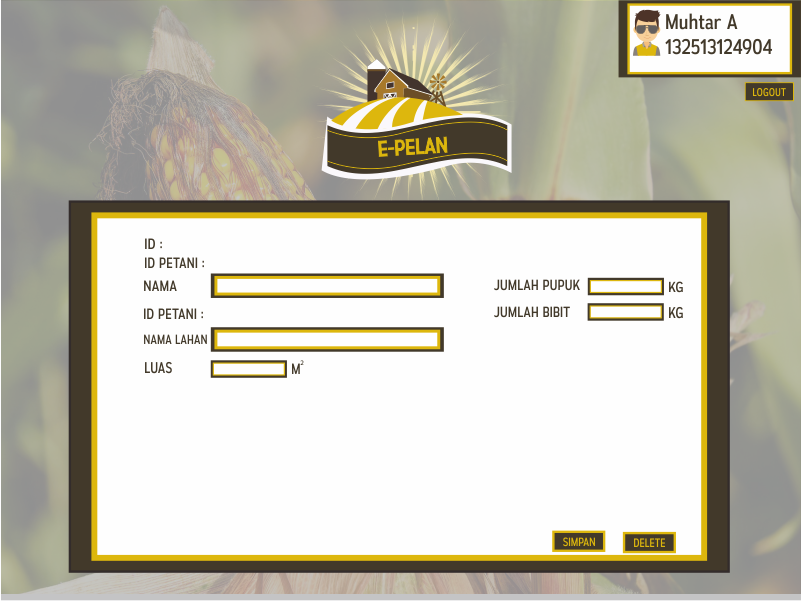 Muhtar A
132513124904
LOGOUT
E-PELAN
ID :
ID PETANI :
NAMA
JUMLAH PUPUK KG
ID PETANI :
JUMLAH BIBIT KG
NAMA LAHAN
LUAS M²
SIMPAN DELETE